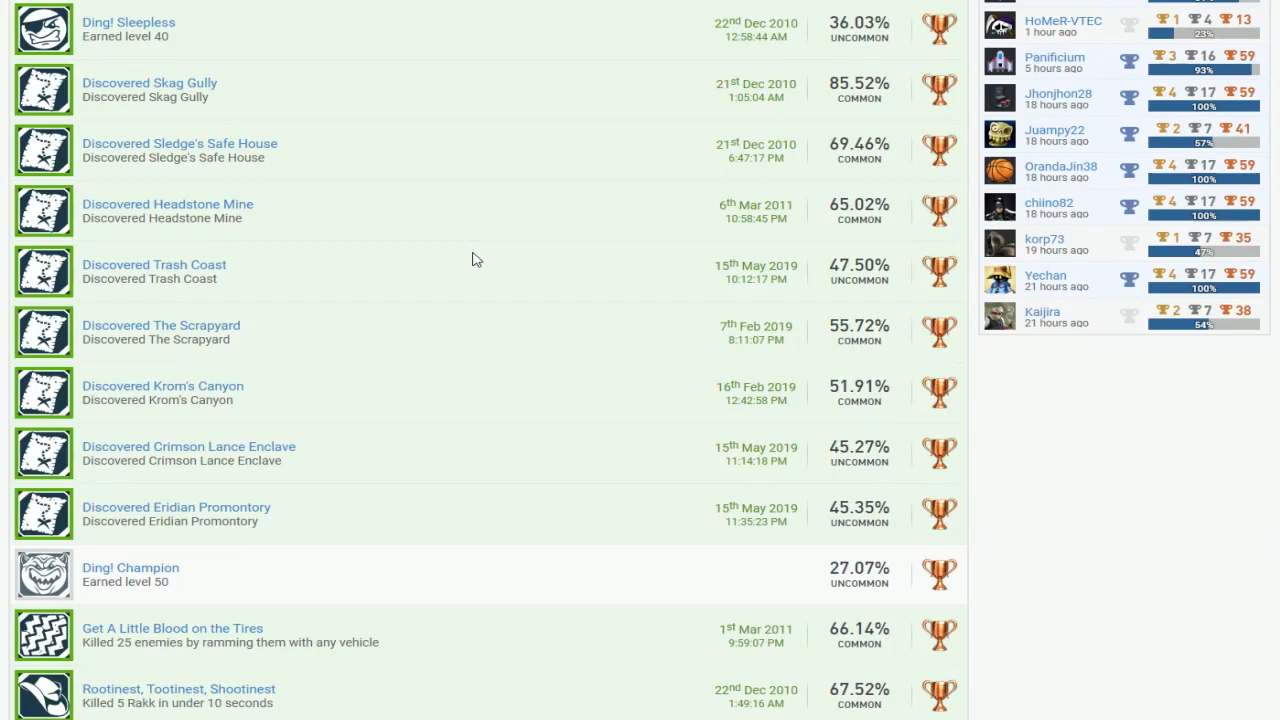 Ding! Sleepless
Earned level 40
22nd Dec 2010
12:58:44 AM
36.03%
UNCOMMON
Discovered Skag Gully
Discovered Skag Gully
21st Dec 2010
1:05:04 AM
85.52%
COMMON
Discovered Sledge's Safe House
Discovered Sledge's Safe House
21st Dec 2010
6:47:17 PM
69.46%
COMMON
Discovered Headstone Mine
Discovered Headstone Mine
6th Mar 2011
10:58:45 PM
65.02%
COMMON
Discovered Trash Coast
Discovered Trash Coast
15th May 2019
10:12:17 PM
47.50%
UNCOMMON
Discovered The Scrapyard
Discovered The Scrapyard
7th Feb 2019
8:11:07 PM
55.72%
COMMON
Discovered Krom's Canyon
Discovered Krom's Canyon
16th Feb 2019
12:42:58 PM
51.91%
COMMON
Discovered Crimson Lance Enclave
Discovered Crimson Lance Enclave
15th May 2019
11:14:18 PM
45.27%
UNCOMMON
Discovered Eridian Promontory
Discovered Eridian Promontory
15th May 2019
11:35:23 PM
45.35%
UNCOMMON
Ding! Champion
Earned level 50
27.07%
UNCOMMON
Get A Little Blood on the Tires
Killed 25 enemies by ramming them with any vehicle
1st Mar 2011
9:59:07 PM
66.14%
COMMON
Rootinest, Tootinest, Shootinest
Killed 5 Rakk in under 10 seconds
22nd Dec 2010
1:49:16 AM
67.52%
COMMON
HoMeR-VTEC
1 hour ago
1 4 13
23%
Panificium
5 hours ago
3 16 59
93%
Jhonjhon28
18 hours ago
4 17 59
100%
Juampy22
18 hours ago
2 7 41
57%
OrandaJin38
18 hours ago
4 17 59
100%
chiino82
18 hours ago
4 17 59
100%
korp73
19 hours ago
1 7 35
47%
Yechan
21 hours ago
4 17 59
100%
Kaijira
21 hours ago
2 7 38
54%